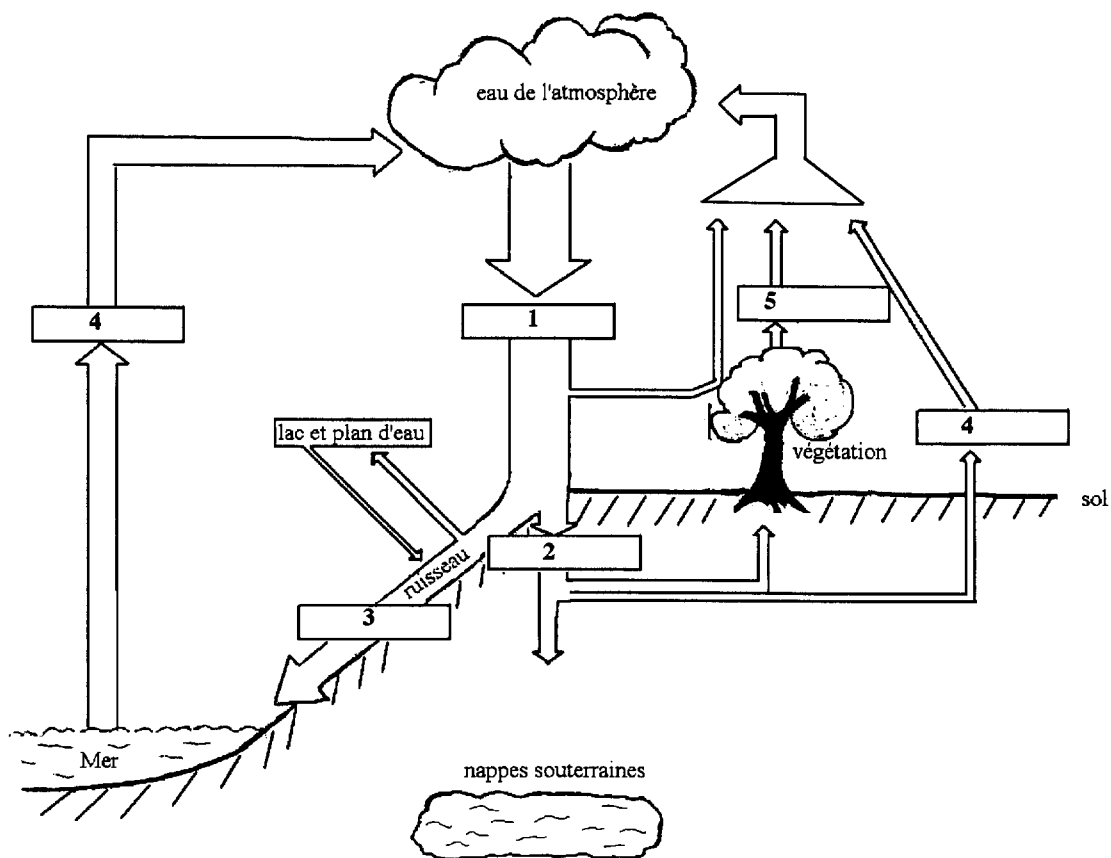 eau de l'atmosphère
5
4
1
lac et plan d'eau
4
végétation
sol
2
ruisseau
3
Mer
nappes souterraines